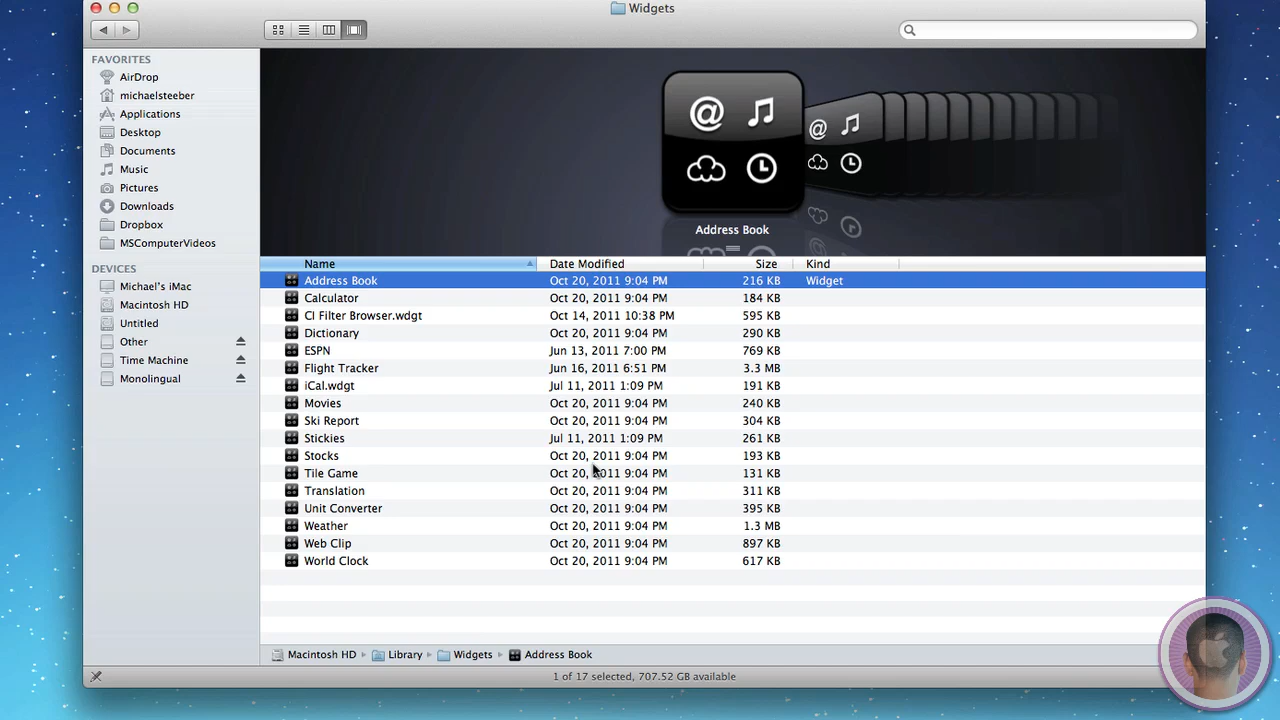 Widgets
FAVORITES
AirDrop
michaelsteeber
Applications
Desktop
Documents
Music
Pictures
Downloads
Dropbox
MSComputerVideos
DEVICES
Michael's iMac
Macintosh HD
Untitled
Other
Time Machine
Monolingual
Address Book
Name Date Modified Size Kind
Address Book Oct 20, 2011 9:04 PM 216 KB Widget
Calculator Oct 20, 2011 9:04 PM 184 KB
CI Filter Browser.wdgt Oct 14, 2011 10:38 PM 595 KB
Dictionary Oct 20, 2011 9:04 PM 290 KB
ESPN Jun 13, 2011 7:00 PM 769 KB
Flight Tracker Jun 16, 2011 6:51 PM 3.3 MB
iCal.wdgt Jul 11, 2011 1:09 PM 191 KB
Movies Oct 20, 2011 9:04 PM 240 KB
Ski Report Oct 20, 2011 9:04 PM 304 KB
Stickies Jul 11, 2011 1:09 PM 261 KB
Stocks Oct 20, 2011 9:04 PM 193 KB
Tile Game Oct 20, 2011 9:04 PM 131 KB
Translation Oct 20, 2011 9:04 PM 311 KB
Unit Converter Oct 20, 2011 9:04 PM 395 KB
Weather Oct 20, 2011 9:04 PM 1.3 MB
Web Clip Oct 20, 2011 9:04 PM 897 KB
World Clock Oct 20, 2011 9:04 PM 617 KB
Macintosh HD Library Widgets Address Book
1 of 17 selected, 707.52 GB available